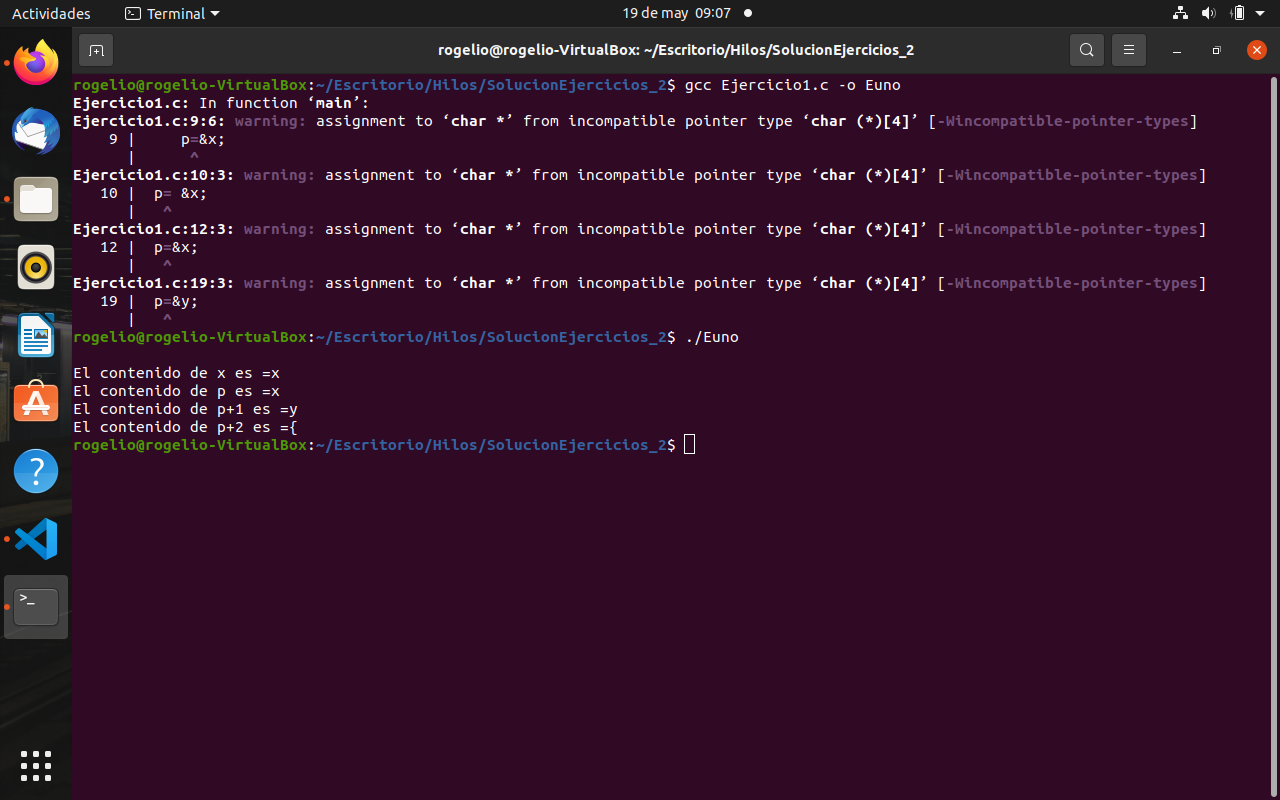 Actividades Terminal 19 de may 09:07
rogelio@rogelio-VirtualBox: ~/Escritorio/Hilos/SolucionEjercicios_2
rogelio@rogelio-VirtualBox:~/Escritorio/Hilos/SolucionEjercicios_2$ gcc Ejercicio1.c -o Euno
Ejercicio1.c: In function ‘main’:
Ejercicio1.c:9:6: warning: assignment to ‘char *’ from incompatible pointer type ‘char (*)[4]’ [-Wincompatible-pointer-types]
    9 |     p=&x;
      |      ^
Ejercicio1.c:10:3: warning: assignment to ‘char *’ from incompatible pointer type ‘char (*)[4]’ [-Wincompatible-pointer-types]
   10 |  p= &x;
      |   ^
Ejercicio1.c:12:3: warning: assignment to ‘char *’ from incompatible pointer type ‘char (*)[4]’ [-Wincompatible-pointer-types]
   12 |  p=&x;
      |   ^
Ejercicio1.c:19:3: warning: assignment to ‘char *’ from incompatible pointer type ‘char (*)[4]’ [-Wincompatible-pointer-types]
   19 |  p=&y;
      |   ^
rogelio@rogelio-VirtualBox:~/Escritorio/Hilos/SolucionEjercicios_2$ ./Euno
El contenido de x es =x
El contenido de p es =x
El contenido de p+1 es =y
El contenido de p+2 es ={
rogelio@rogelio-VirtualBox:~/Escritorio/Hilos/SolucionEjercicios_2$